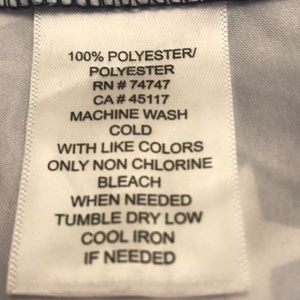 100% POLYESTER/
POLYESTER
RN # 74747
CA # 45117
MACHINE WASH
COLD
WITH LIKE COLORS
ONLY NON CHLORINE
BLEACH
WHEN NEEDED
TUMBLE DRY LOW
COOL IRON
IF NEEDED